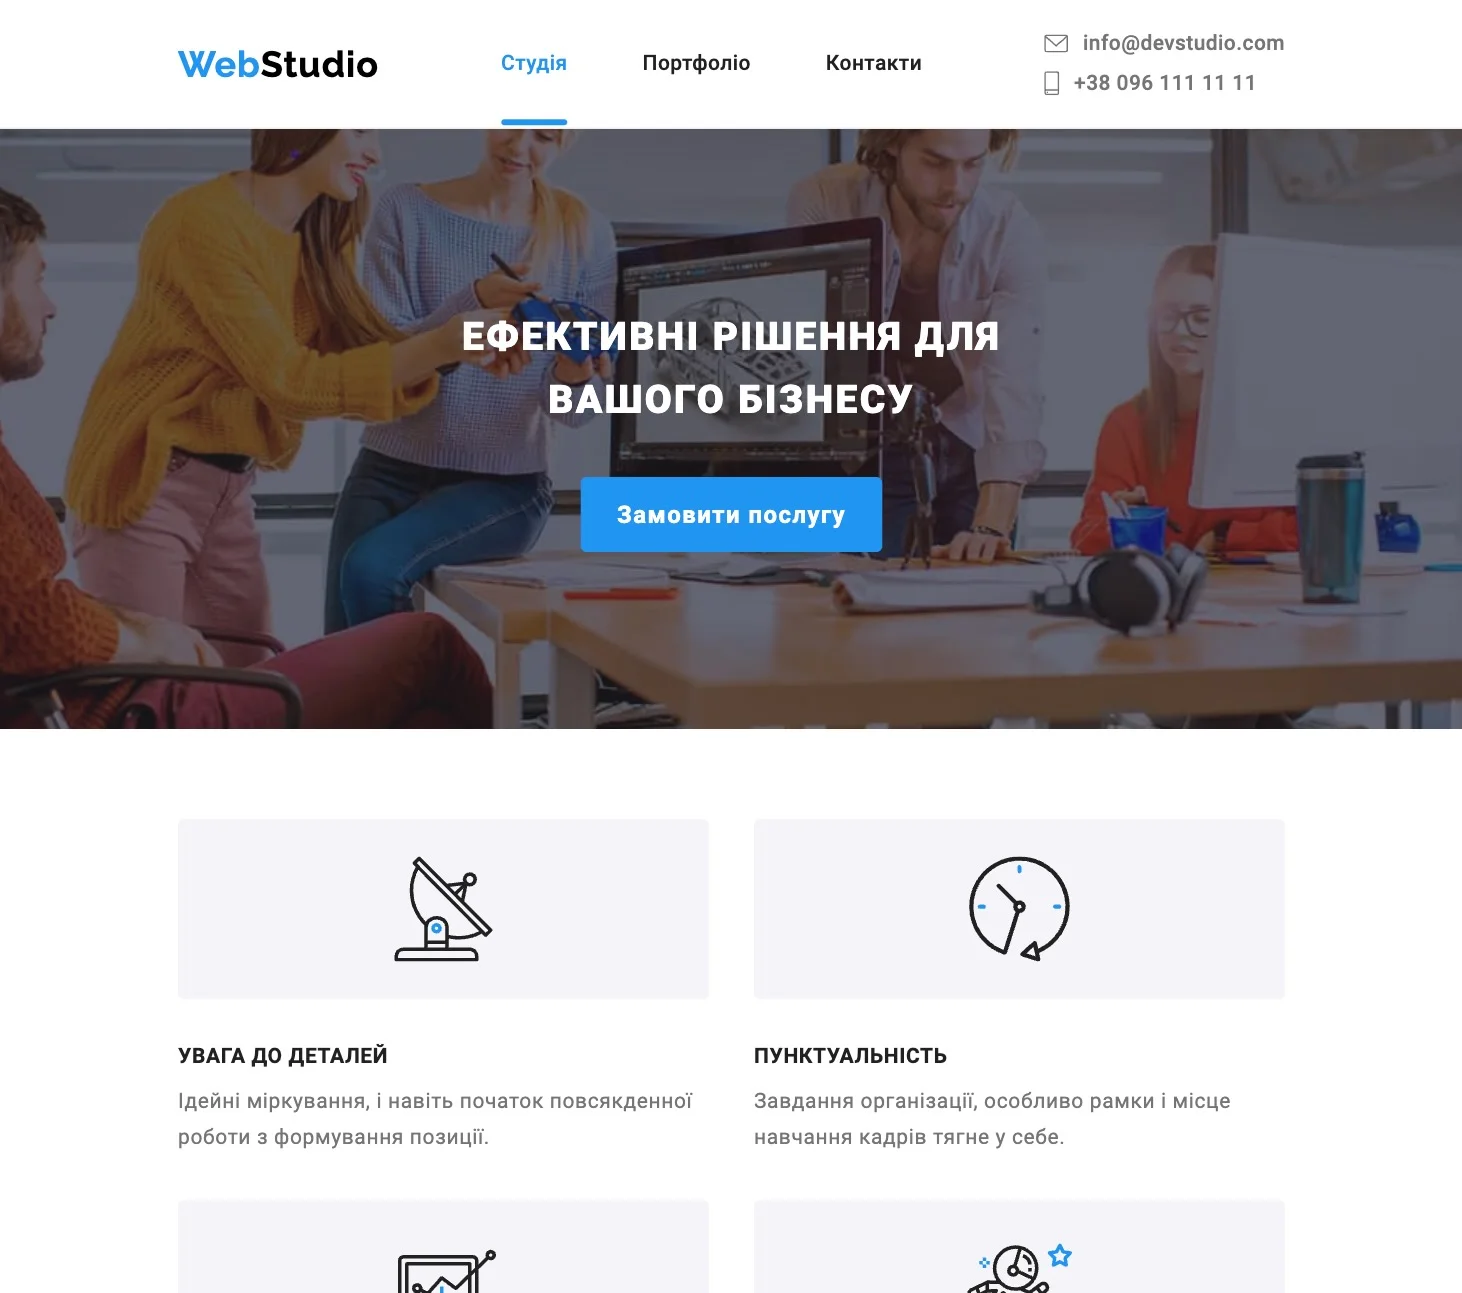 WebStudio
Студія
Портфоліо
Контакти
info@devstudio.com
+38 096 111 11 11
ЕФЕКТИВНІ РІШЕННЯ ДЛЯ
ВАШОГО БІЗНЕСУ
Замовити послугу
УВАГА ДО ДЕТАЛЕЙ
Ідейні міркування, і навіть початок повсякденної
роботи з формування позиції.
ПУНКТУАЛЬНІСТЬ
Завдання організації, особливо рамки і місце
навчання кадрів тягне у себе.